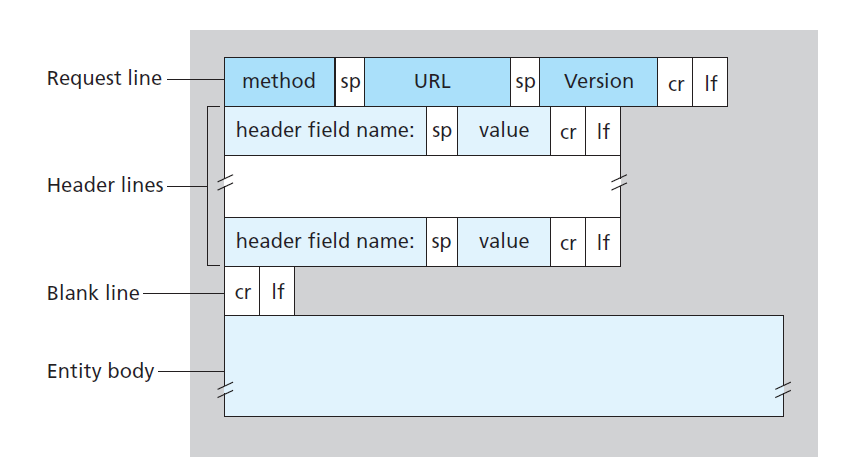 Request line method sp URL sp Version cr lf
header field name: sp value cr lf
Header lines
header field name: sp value cr lf
Blank line cr lf
Entity body